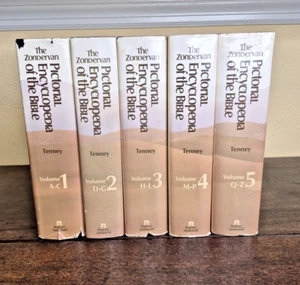 The
Zondervan
Pictorial
Encyclopedia
of the Bible
Tenney
Volume 1
A-C
The
Zondervan
Pictorial
Encyclopedia
of the Bible
Tenney
Volume 2
D-G
The
Zondervan
Pictorial
Encyclopedia
of the Bible
Tenney
Volume 3
H-L
The
Zondervan
Pictorial
Encyclopedia
of the Bible
Tenney
Volume 4
M-P
The
Zondervan
Pictorial
Encyclopedia
of the Bible
Tenney
Volume 5
Q-Z